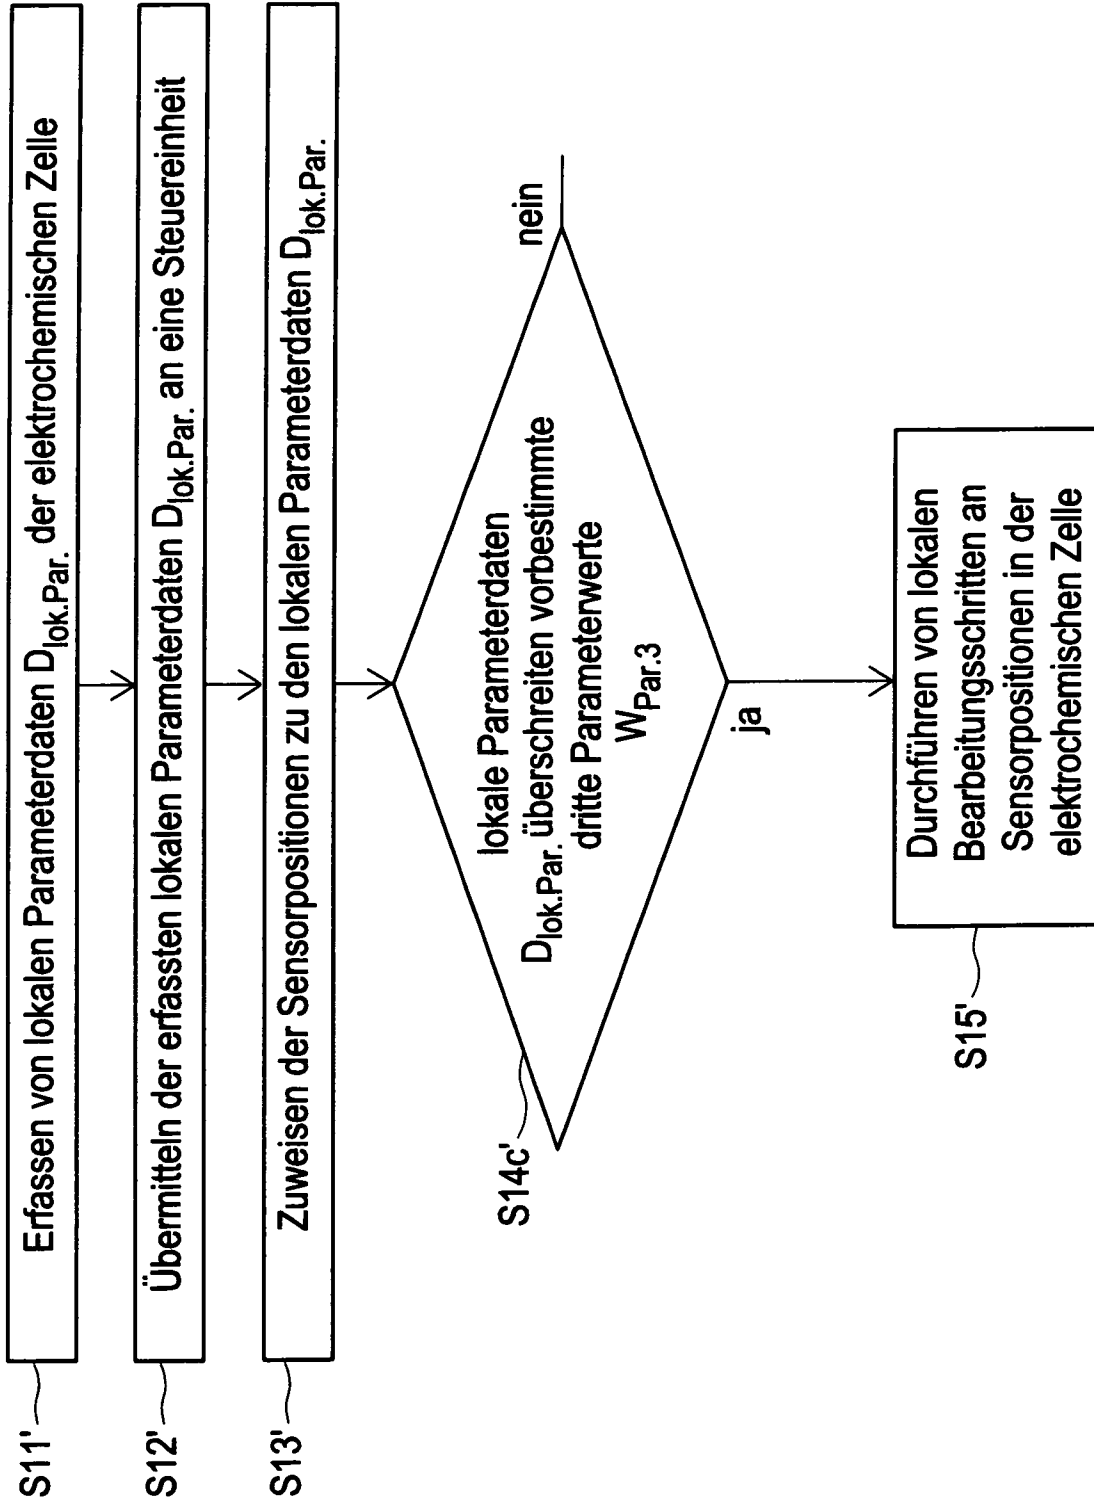 S11'
Erfassen von lokalen Parameterdaten D_lok.Par. der elektrochemischen Zelle
S12'
Übermitteln der erfassten lokalen Parameterdaten D_lok.Par. an eine Steuereinheit
S13'
Zuweisen der Sensorpositionen zu den lokalen Parameterdaten D_lok.Par.
S14c'
lokale Parameterdaten
D_lok.Par. überschreiten vorbestimmte
dritte Parameterwerte
W_Par.3
nein
ja
S15'
Durchführen von lokalen
Bearbeitungsschritten an
Sensorpositionen in der
elektrochemischen Zelle